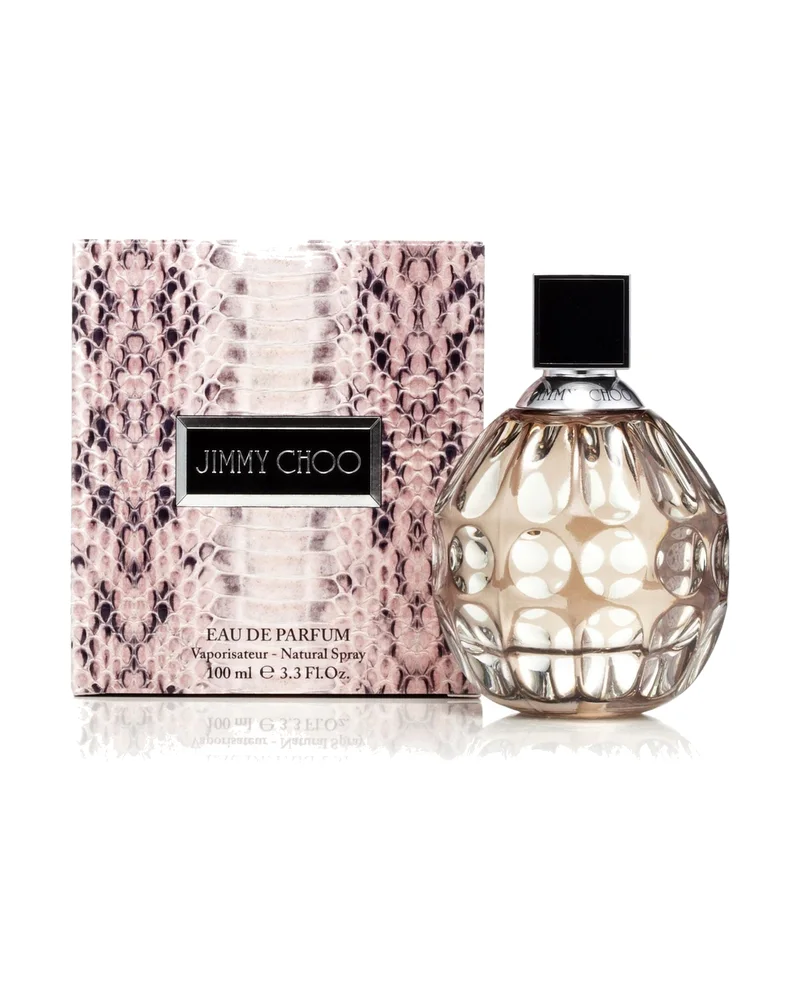 JIMMY CHOO
EAU DE PARFUM
Vaporisateur - Natural Spray
100 ml ℮ 3.3 Fl.Oz.
JIMMY CHOO